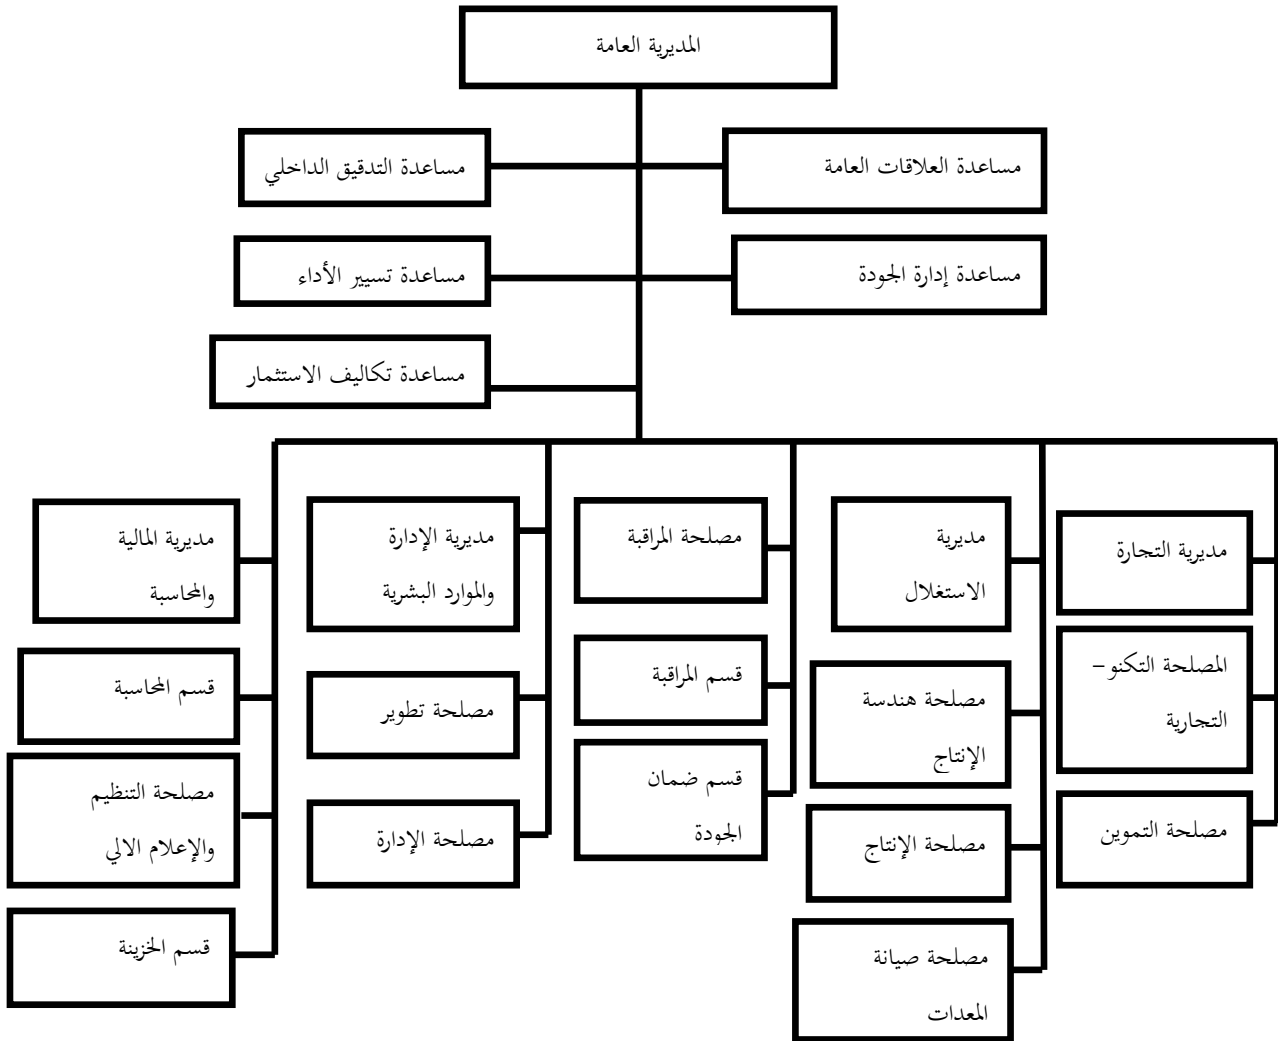 المديرية العامة
مساعدة العلاقات العامة
مساعدة التدقيق الداخلي
مساعدة إدارة الجودة
مساعدة تسيير الأداء
مساعدة تكاليف الاستثمار
مديرية التجارة
المصلحة التكنو–
التجارية
مصلحة التموين
مديرية
الاستغلال
مصلحة هندسة
الإنتاج
مصلحة الإنتاج
مصلحة صيانة
المعدات
مصلحة المراقبة
قسم المراقبة
قسم ضمان
الجودة
مديرية الإدارة
والموارد البشرية
مصلحة تطوير
مصلحة الإدارة
مديرية المالية
والمحاسبة
قسم المحاسبة
مصلحة التنظيم
والإعلام الالي
قسم الخزينة